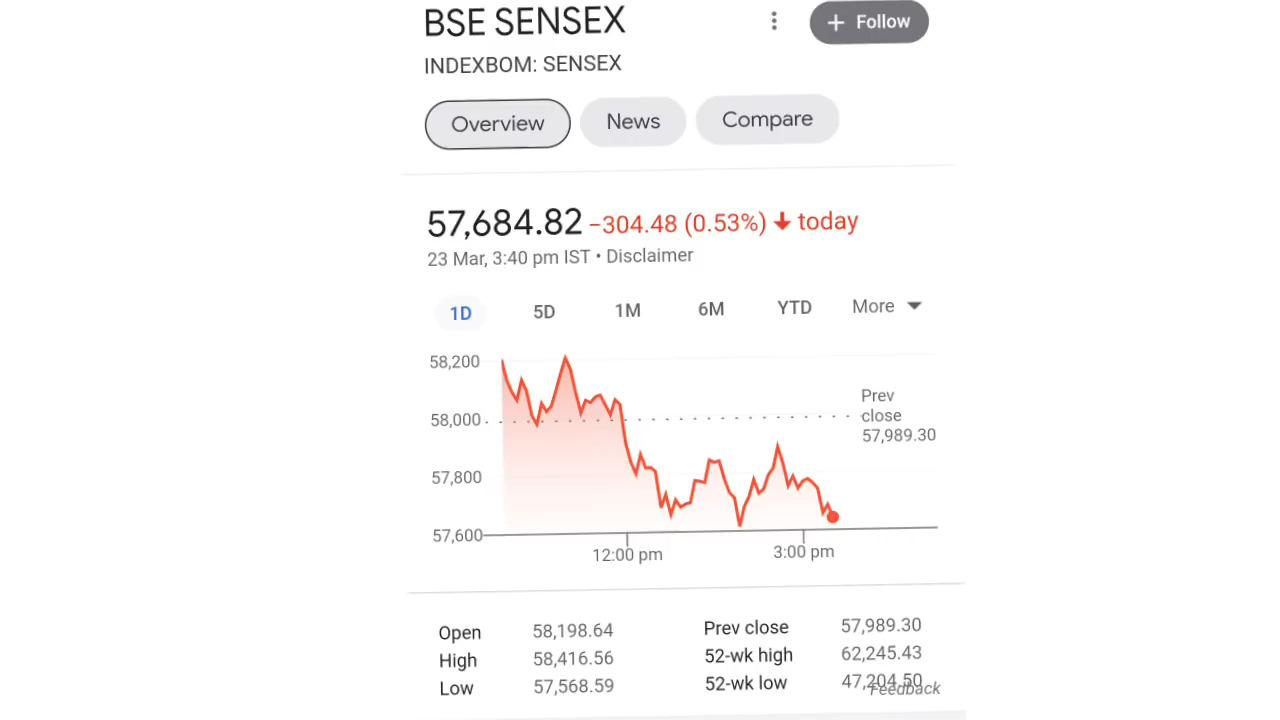 BSE SENSEX
+ Follow
INDEXBOM: SENSEX
Overview News Compare
57,684.82 −304.48 (0.53%) ↓ today
23 Mar, 3:40 pm IST • Disclaimer
1D 5D 1M 6M YTD More
58,200
58,000
57,800
57,600
Prev
close
57,989.30
12:00 pm 3:00 pm
Open 58,198.64 Prev close 57,989.30
High 58,416.56 52-wk high 62,245.43
Low 57,568.59 52-wk low 47,204.50
Feedback